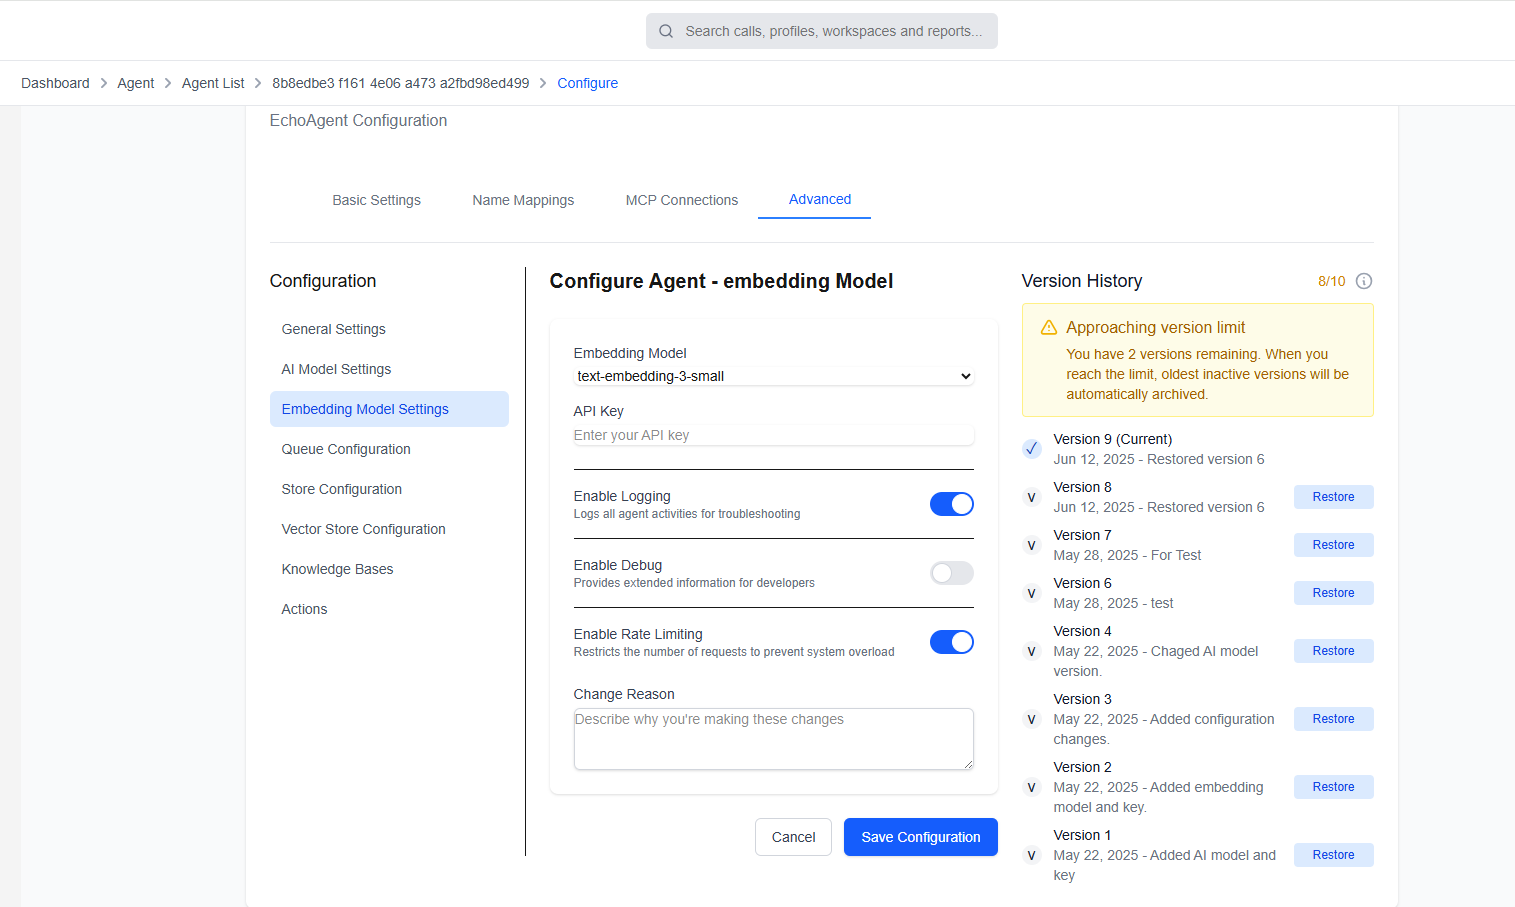 Search calls, profiles, workspaces and reports...
Dashboard
Agent
Agent List
8b8edbe3 f161 4e06 a473 a2fbd98ed499
Configure
EchoAgent Configuration
Basic Settings
Name Mappings
MCP Connections
Advanced
Configuration
General Settings
AI Model Settings
Embedding Model Settings
Queue Configuration
Store Configuration
Vector Store Configuration
Knowledge Bases
Actions
Configure Agent - embedding Model
Embedding Model
text-embedding-3-small
API Key
Enter your API key
Enable Logging
Logs all agent activities for troubleshooting
Enable Debug
Provides extended information for developers
Enable Rate Limiting
Restricts the number of requests to prevent system overload
Change Reason
Describe why you're making these changes
Cancel
Save Configuration
Version History
8/10
Approaching version limit
You have 2 versions remaining. When you
reach the limit, oldest inactive versions will be
automatically archived.
Version 9 (Current)
Jun 12, 2025 - Restored version 6
V
Version 8
Jun 12, 2025 - Restored version 6
Restore
V
Version 7
May 28, 2025 - For Test
Restore
V
Version 6
May 28, 2025 - test
Restore
V
Version 4
May 22, 2025 - Chaged AI model
version.
Restore
V
Version 3
May 22, 2025 - Added configuration
changes.
Restore
V
Version 2
May 22, 2025 - Added embedding
model and key.
Restore
V
Version 1
May 22, 2025 - Added AI model and
key
Restore